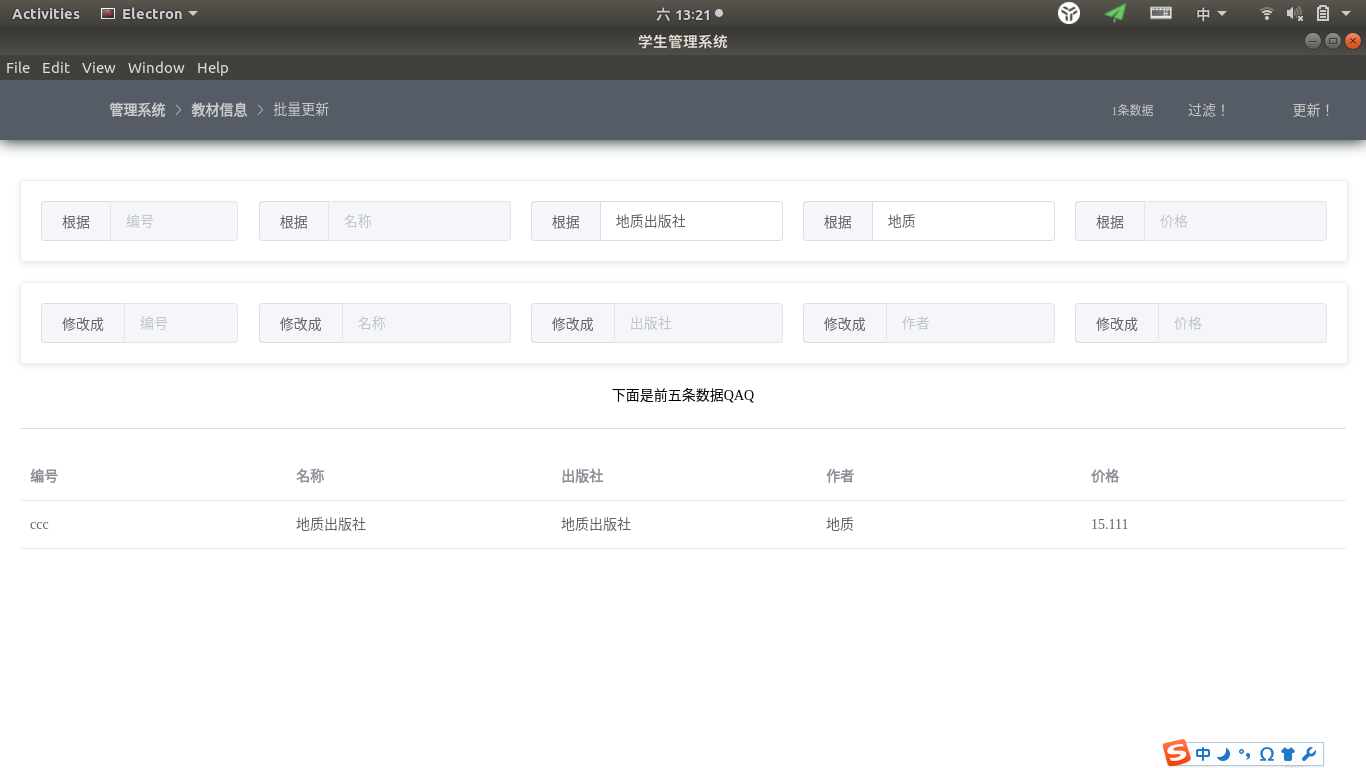 Activities Electron 六 13:21 中
学生管理系统
File Edit View Window Help
管理系统 教材信息 批量更新 1条数据 过滤！ 更新！
根据 编号 根据 名称 根据 地质出版社 根据 地质 根据 价格
修改成 编号 修改成 名称 修改成 出版社 修改成 作者 修改成 价格
下面是前五条数据QAQ
编号 名称 出版社 作者 价格
ccc 地质出版社 地质出版社 地质 15.111
S 中 Ω